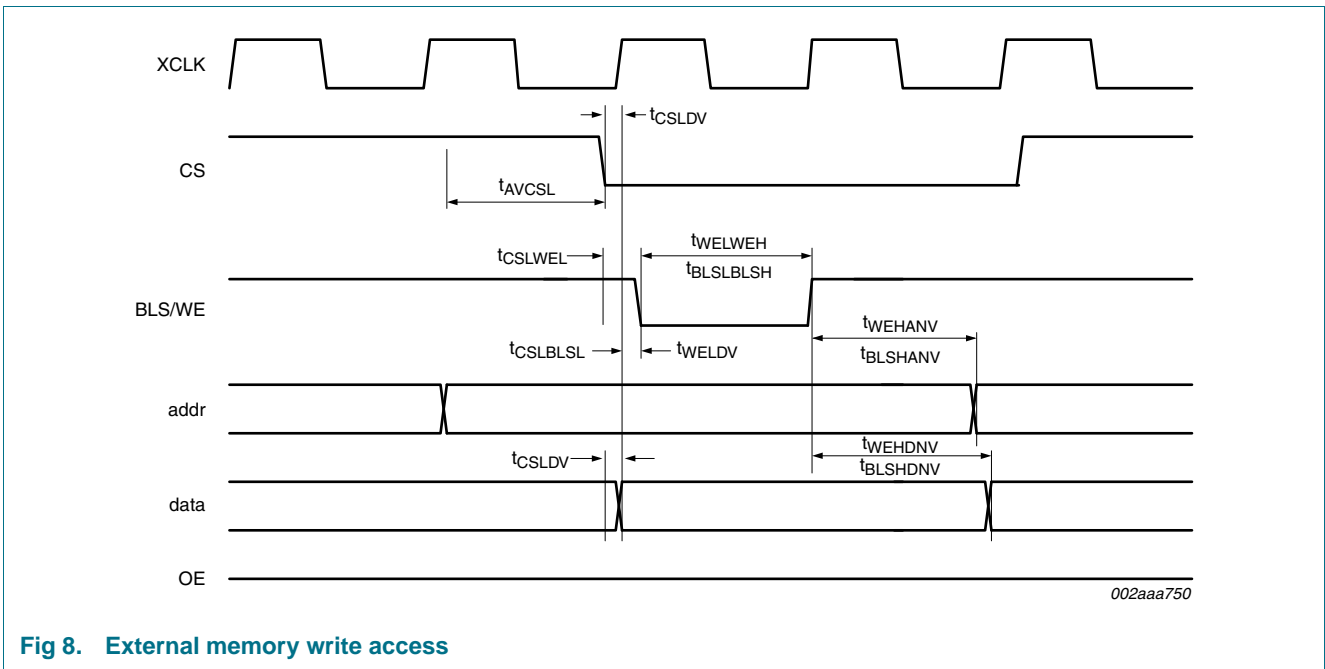 XCLK
tCSLDV
CS
tAVCSL
tCSLWEL
tWELWEH
tBLSLBLSH
BLS/WE
tWEHANV
tCSLBLSL
tWELDV
tBLSHANV
addr
tWEHDNV
tCSLDV
tBLSHDNV
data
OE
002aaa750
Fig 8. External memory write access